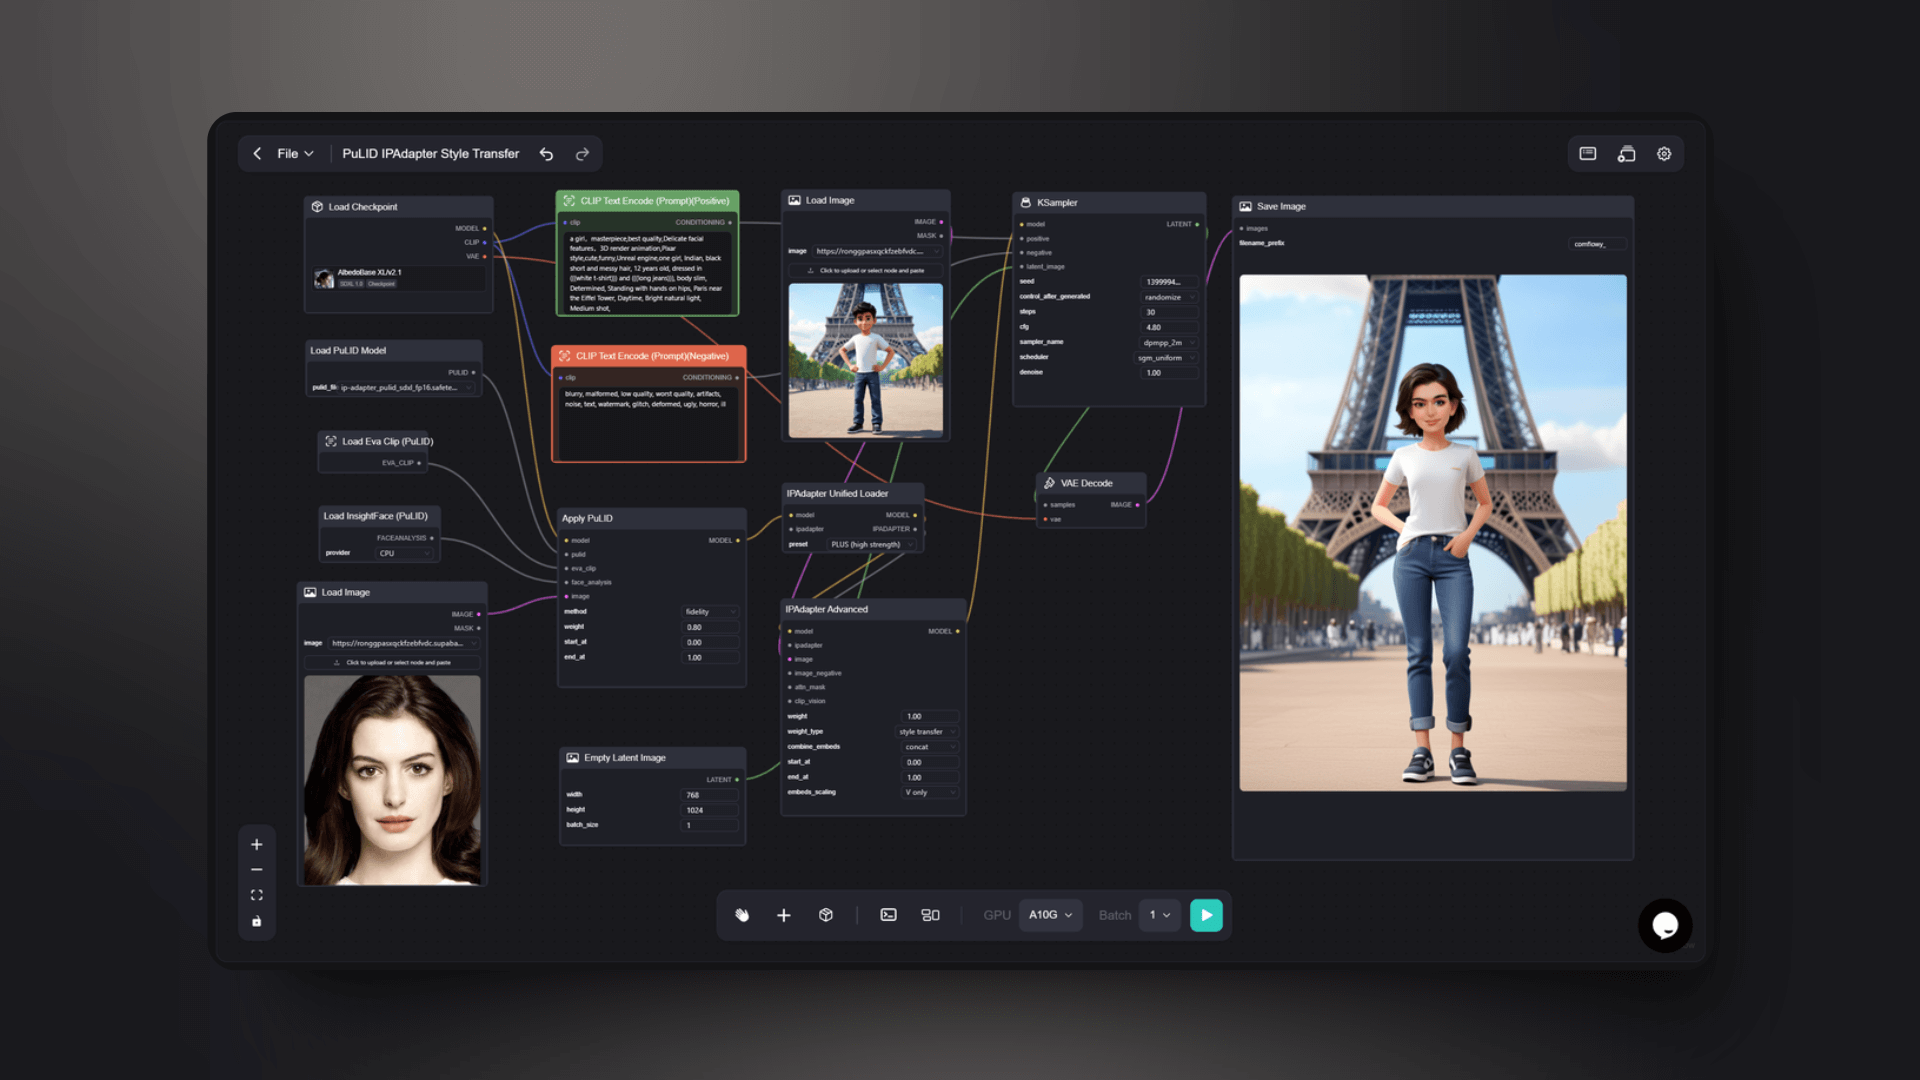 File
PuLID IPAdapter Style Transfer
Load Checkpoint
MODEL
CLIP
VAE
AlbedoBase XL/v2.1
SDXL 1.0 Checkpoint
Load PuLID Model
PULID
pulid_fil ip-adapter_pulid_sdxl_fp16.safete...
Load Eva Clip (PuLID)
EVA_CLIP
Load InsightFace (PuLID)
FACEANALYSIS
provider CPU
Load Image
IMAGE
MASK
image https://ronggpasxqckfzebfvdc.supaba...
Click to upload or select node and paste
CLIP Text Encode (Prompt)(Positive)
clip CONDITIONING
a girl, masterpiece,best quality,Delicate facial
features, 3D render animation,Pixar
style,cute,funny,Unreal engine,one girl, Indian, black
short and messy hair, 12 years old, dressed in
(((white t-shirt))) and (((long jeans))), body slim,
Determined, Standing with hands on hips, Paris near
the Eiffel Tower, Daytime, Bright natural light,
Medium shot,
CLIP Text Encode (Prompt)(Negative)
clip CONDITIONING
blurry, malformed, low quality, worst quality, artifacts,
noise, text, watermark, glitch, deformed, ugly, horror, ill
Apply PuLID
model MODEL
pulid
eva_clip
face_analysis
image
method fidelity
weight 0.80
start_at 0.00
end_at 1.00
Empty Latent Image
LATENT
width 768
height 1024
batch_size 1
Load Image
IMAGE
MASK
image https://ronggpasxqckfzebfvdc....
Click to upload or select node and paste
IPAdapter Unified Loader
model MODEL
ipadapter IPADAPTER
preset PLUS (high strength)
IPAdapter Advanced
model MODEL
ipadapter
image
image_negative
attn_mask
clip_vision
weight 1.00
weight_type style transfer
combine_embeds concat
start_at 0.00
end_at 1.00
embeds_scaling V only
KSampler
model LATENT
positive
negative
latent_image
seed 1399994...
control_after_generated randomize
steps 30
cfg 4.80
sampler_name dpmpp_2m
scheduler sgm_uniform
denoise 1.00
VAE Decode
samples IMAGE
vae
Save Image
images
filename_prefix comflowy_
GPU A10G Batch 1